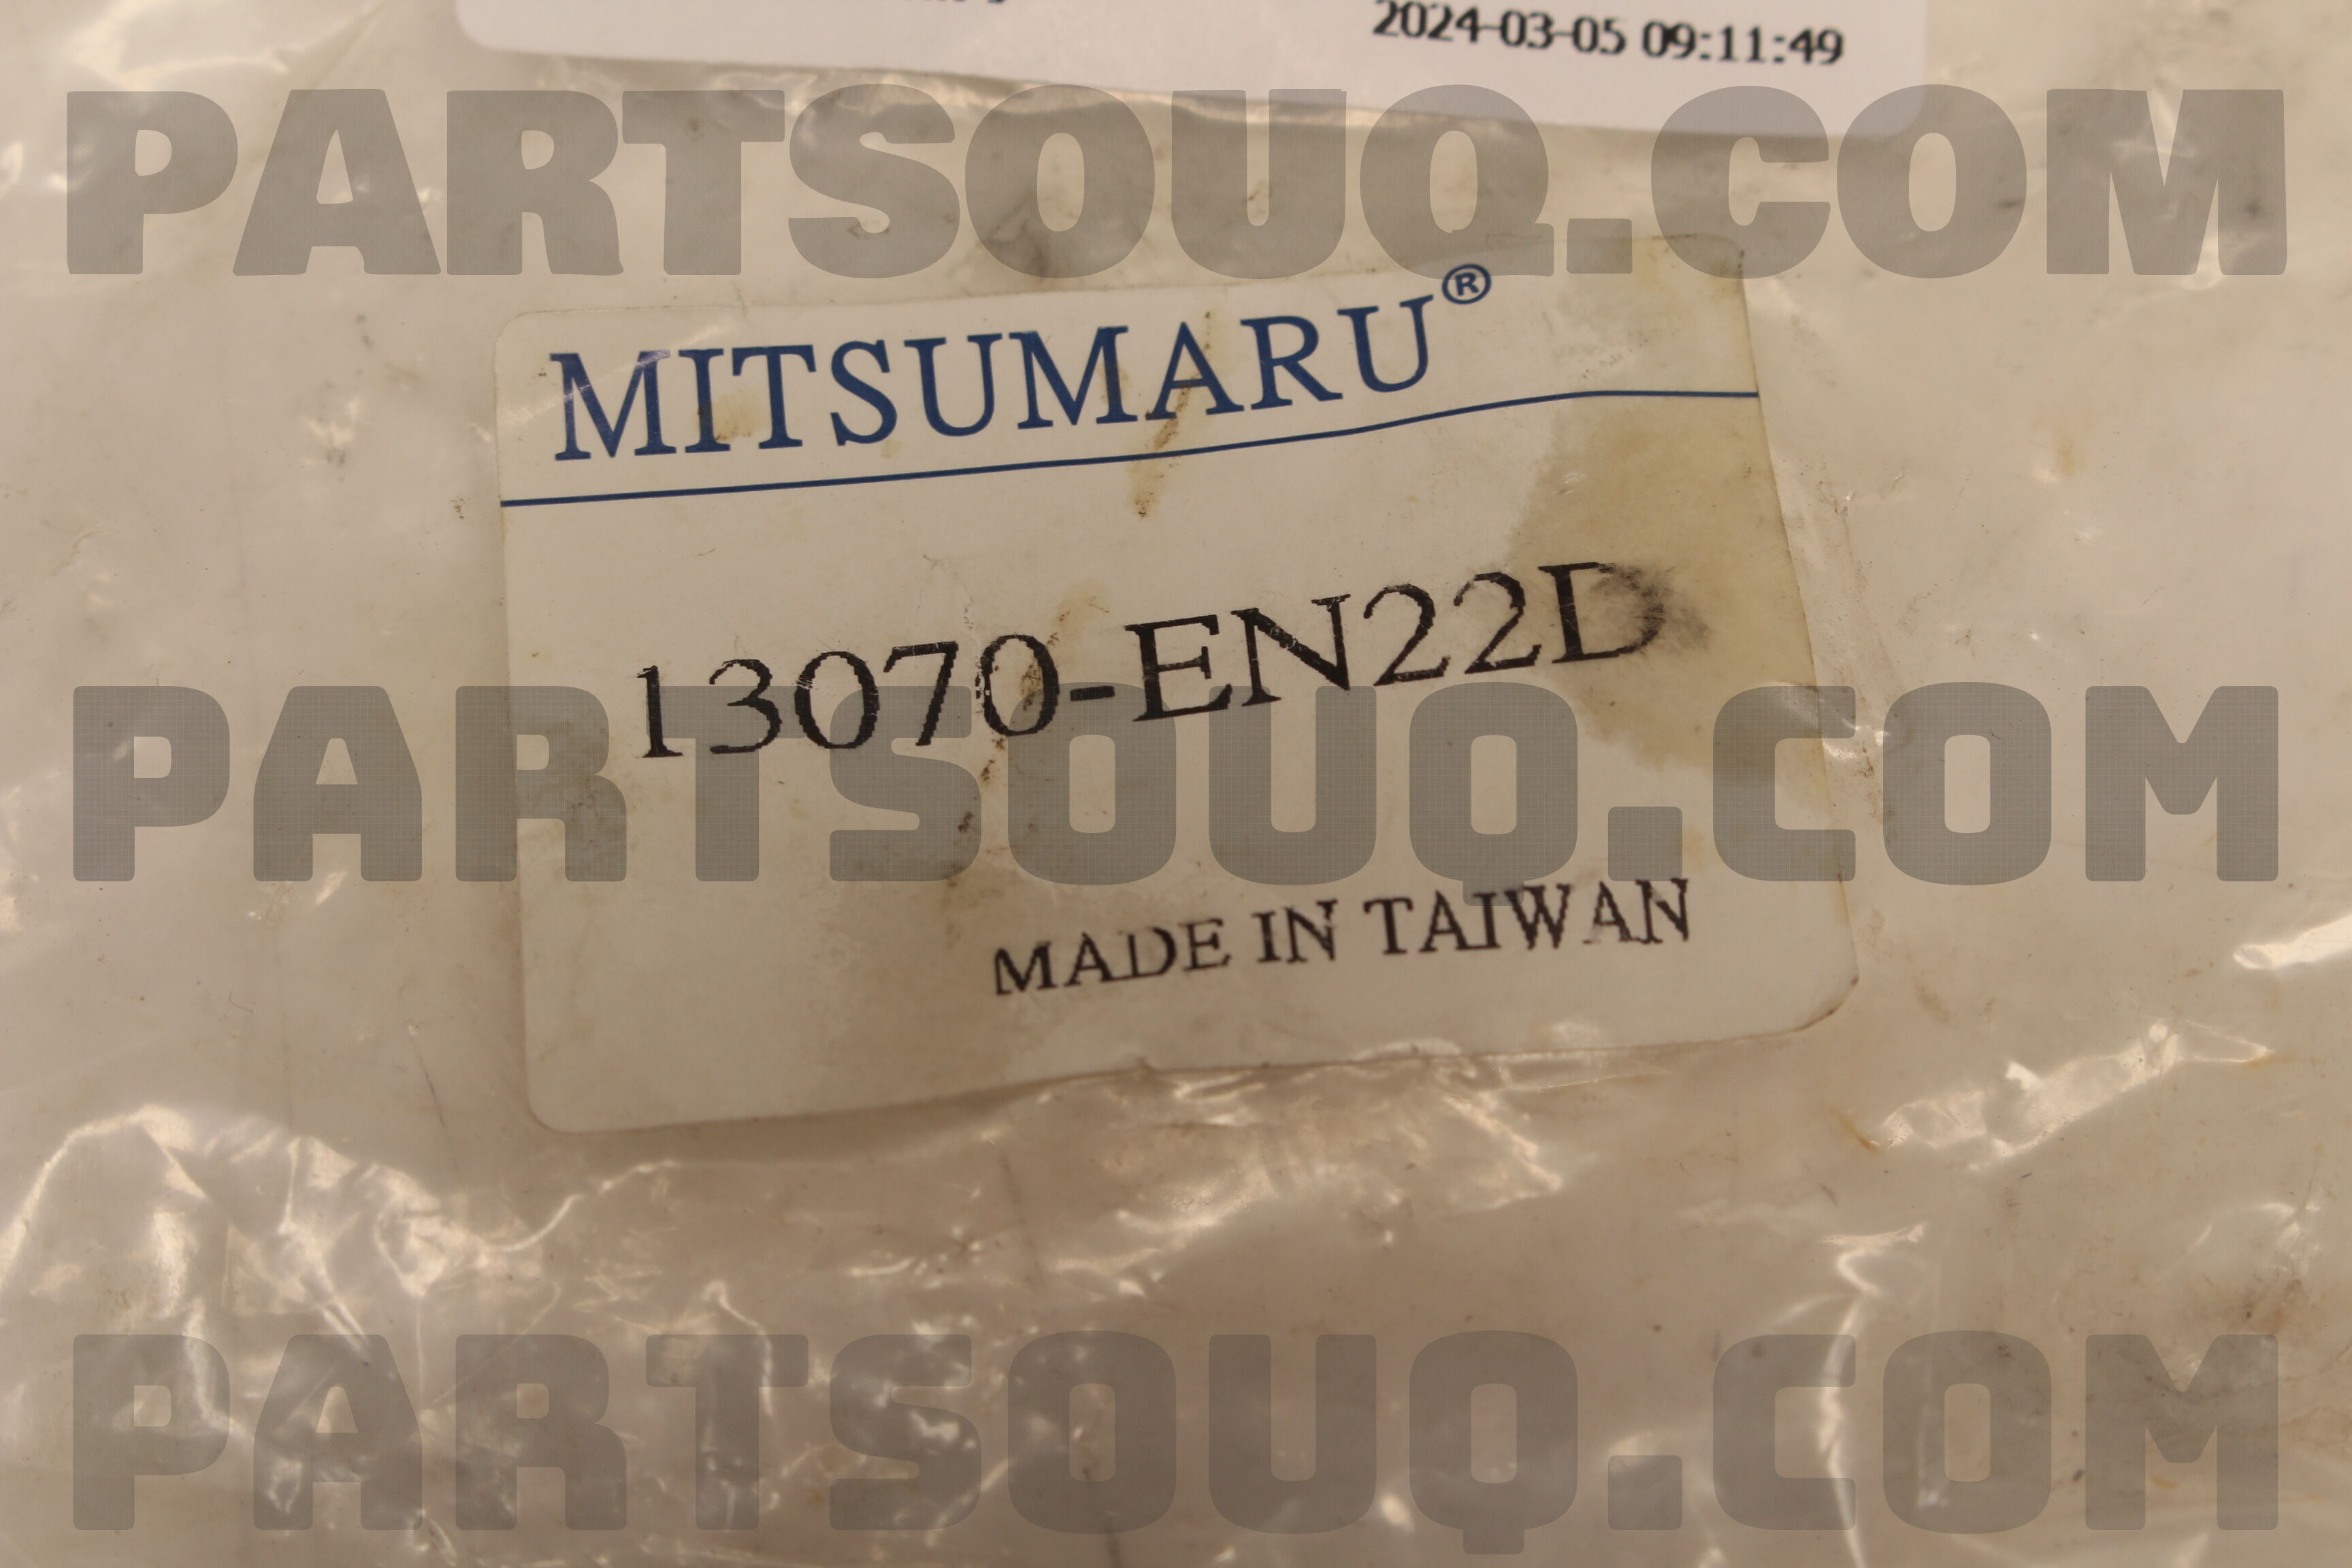 2024-03-05 09:11:49
PARTSOUQ.COM
MITSUMARU®
13070-EN22D
PARTSOUQ.COM
MADE IN TAIWAN
PARTSOUQ.COM